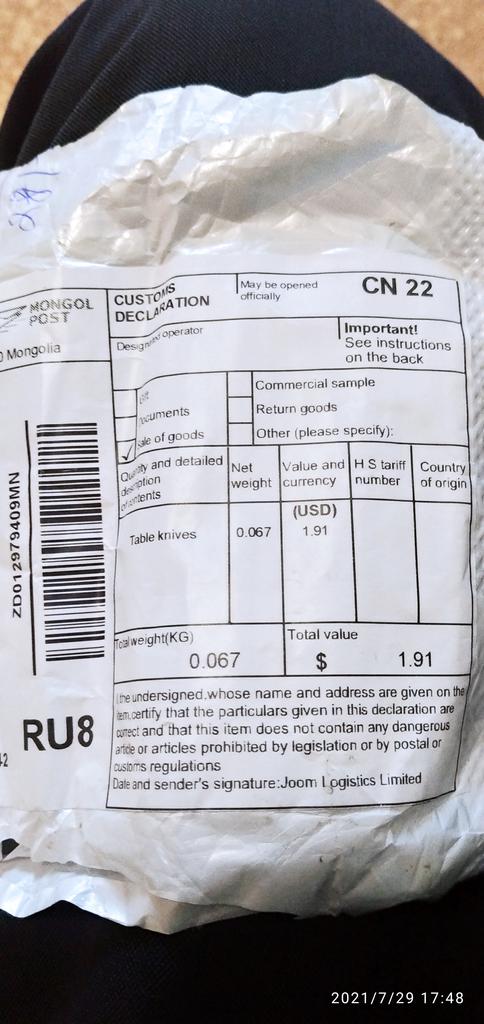 281
MONGOL
POST
Mongolia
CUSTOMS
DECLARATION
May be opened
officially
CN 22
operator
Important!
See instructions
on the back
Gift
ocuments
✓ sale of goods
Commercial sample
Return goods
Other (please specify):
Quantity and detailed
description
of contents
Net
weight
Value and
currency
H S tariff
number
Country
of origin
(USD)
Table knives
0.067
1.91
Total weight(KG)
0.067
Total value
$ 1.91
ZD012979409MN
RU8
I,the undersigned,whose name and address are given on the
item,certify that the particulars given in this declaration are
correct and that this item does not contain any dangerous
article or articles prohibited by legislation or by postal or
customs regulations
Date and sender's signature:Joom Logistics Limited
2021/7/29 17:48